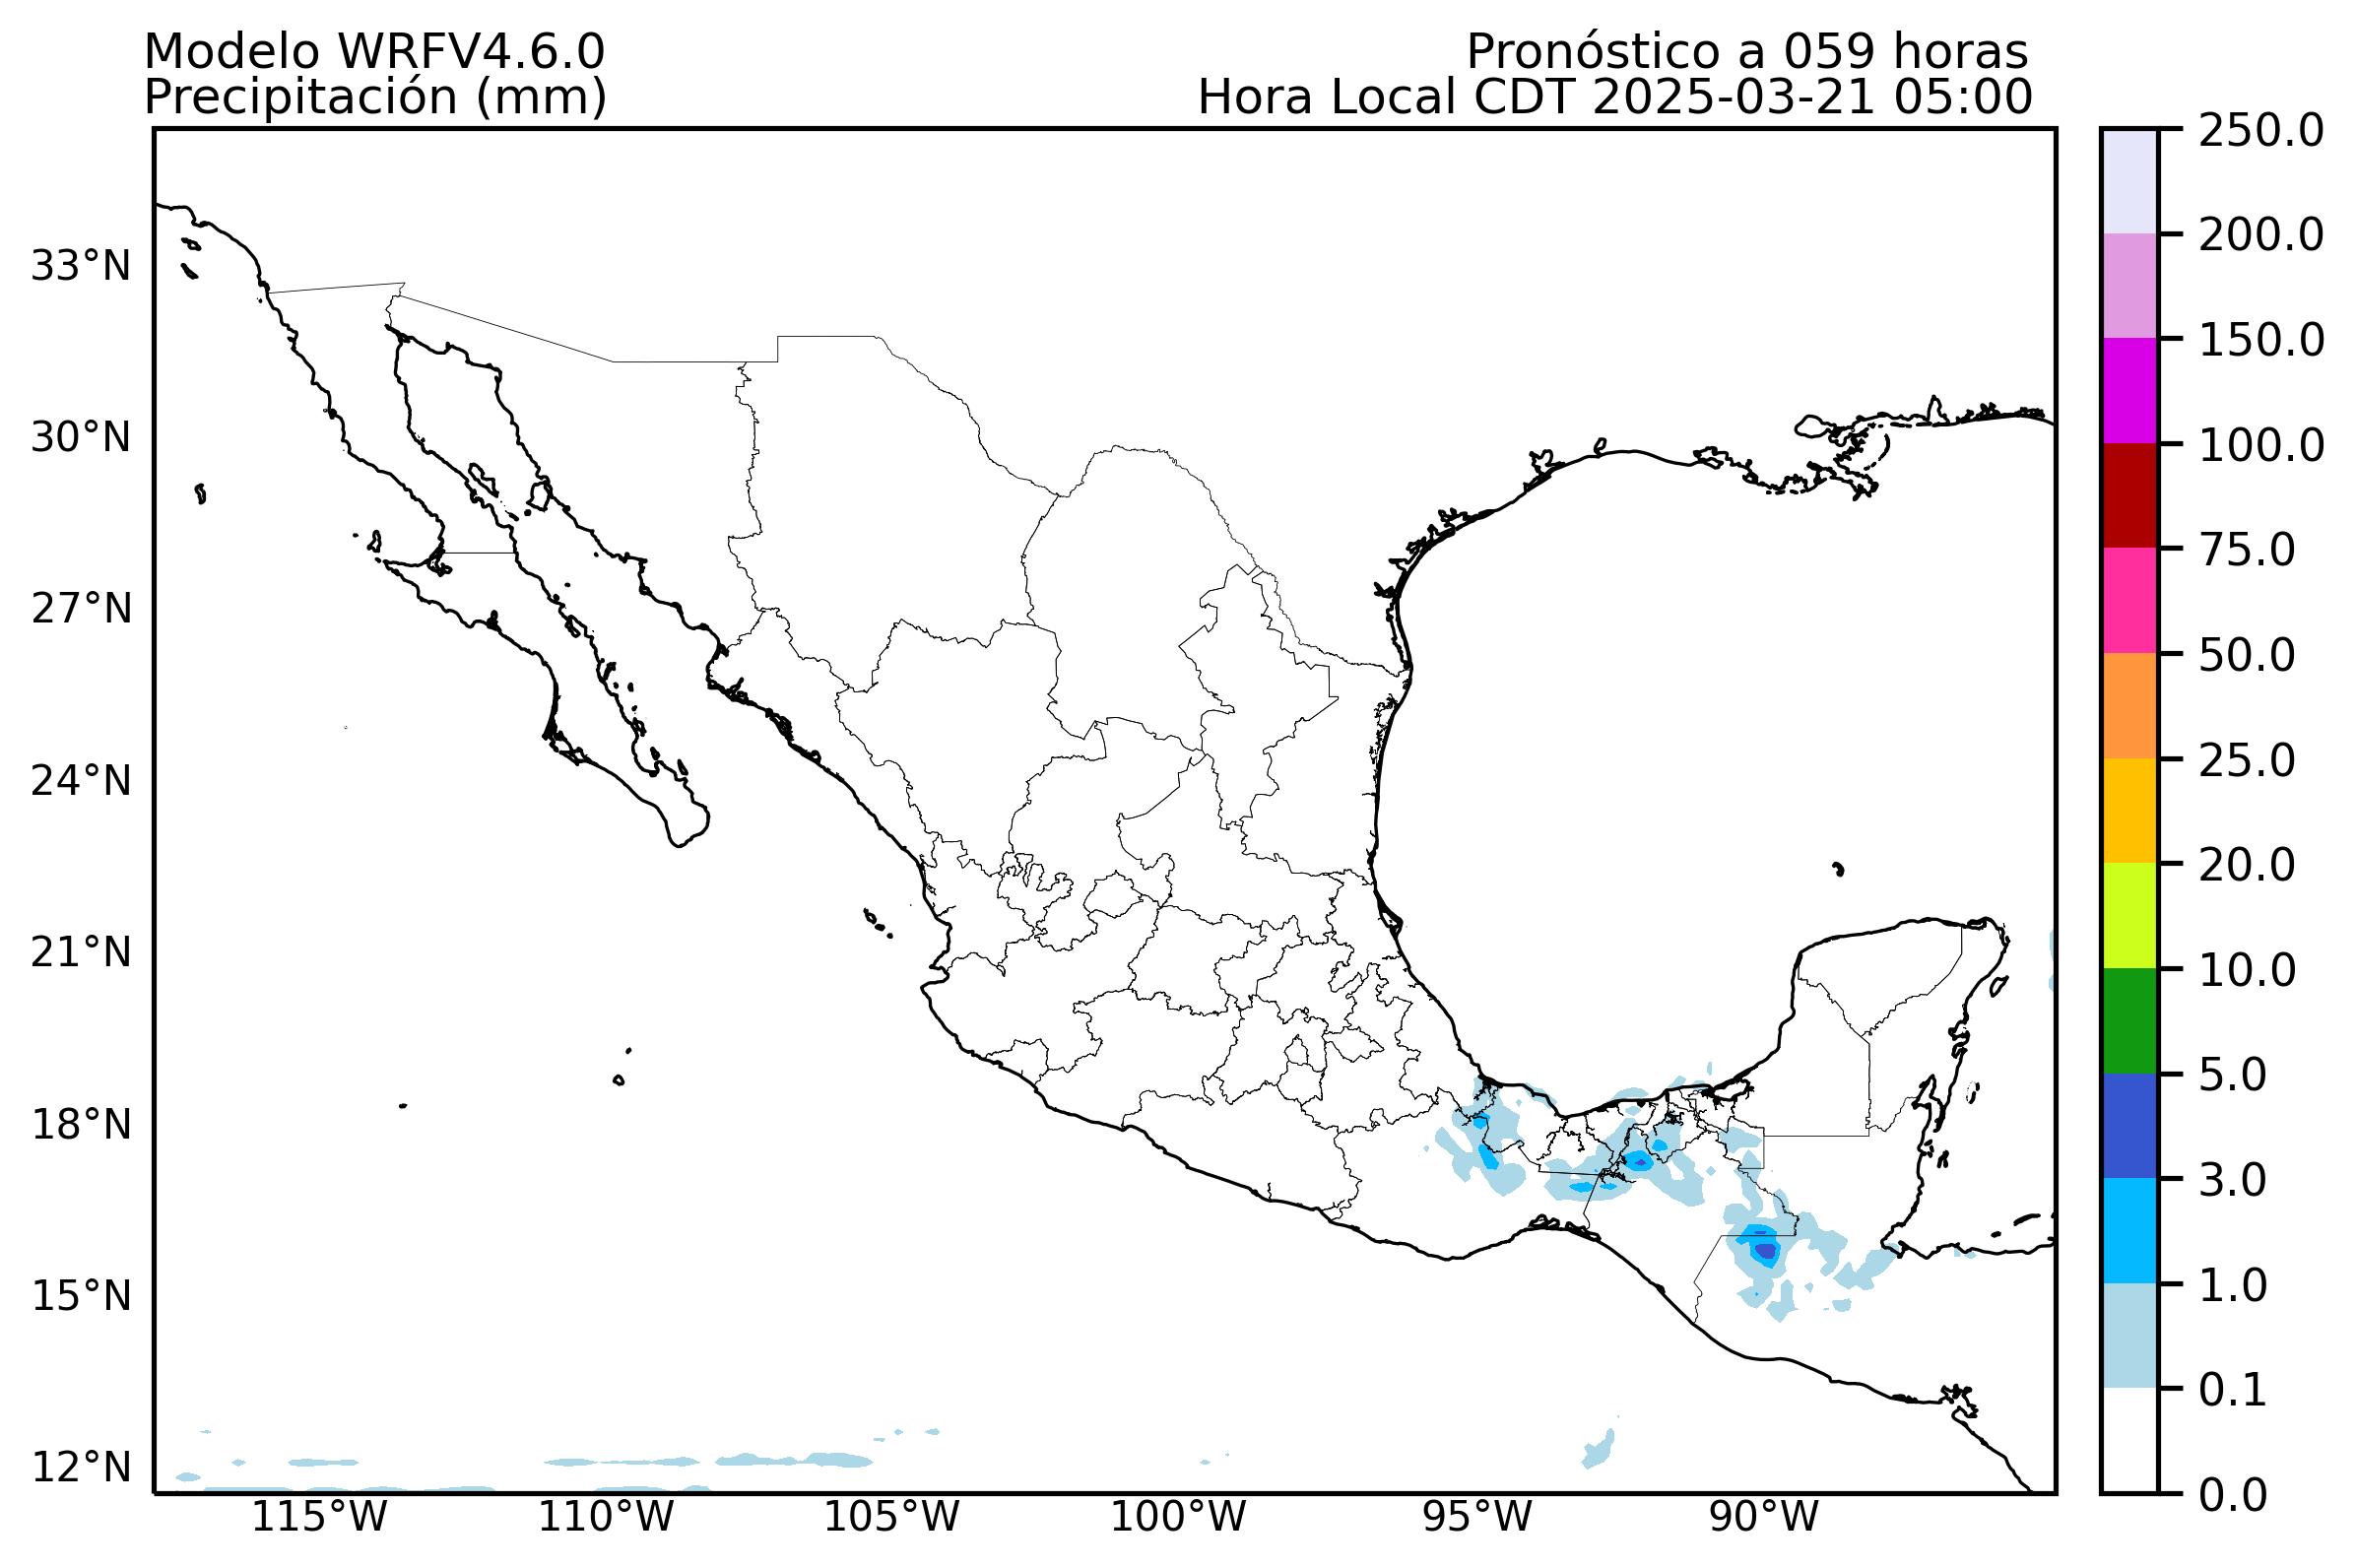 Modelo WRFV4.6.0
Precipitación (mm)
Pronóstico a 059 horas
Hora Local CDT 2025-03-21 05:00
33°N
30°N
27°N
24°N
21°N
18°N
15°N
12°N
115°W
110°W
105°W
100°W
95°W
90°W
250.0
200.0
150.0
100.0
75.0
50.0
25.0
20.0
10.0
5.0
3.0
1.0
0.1
0.0